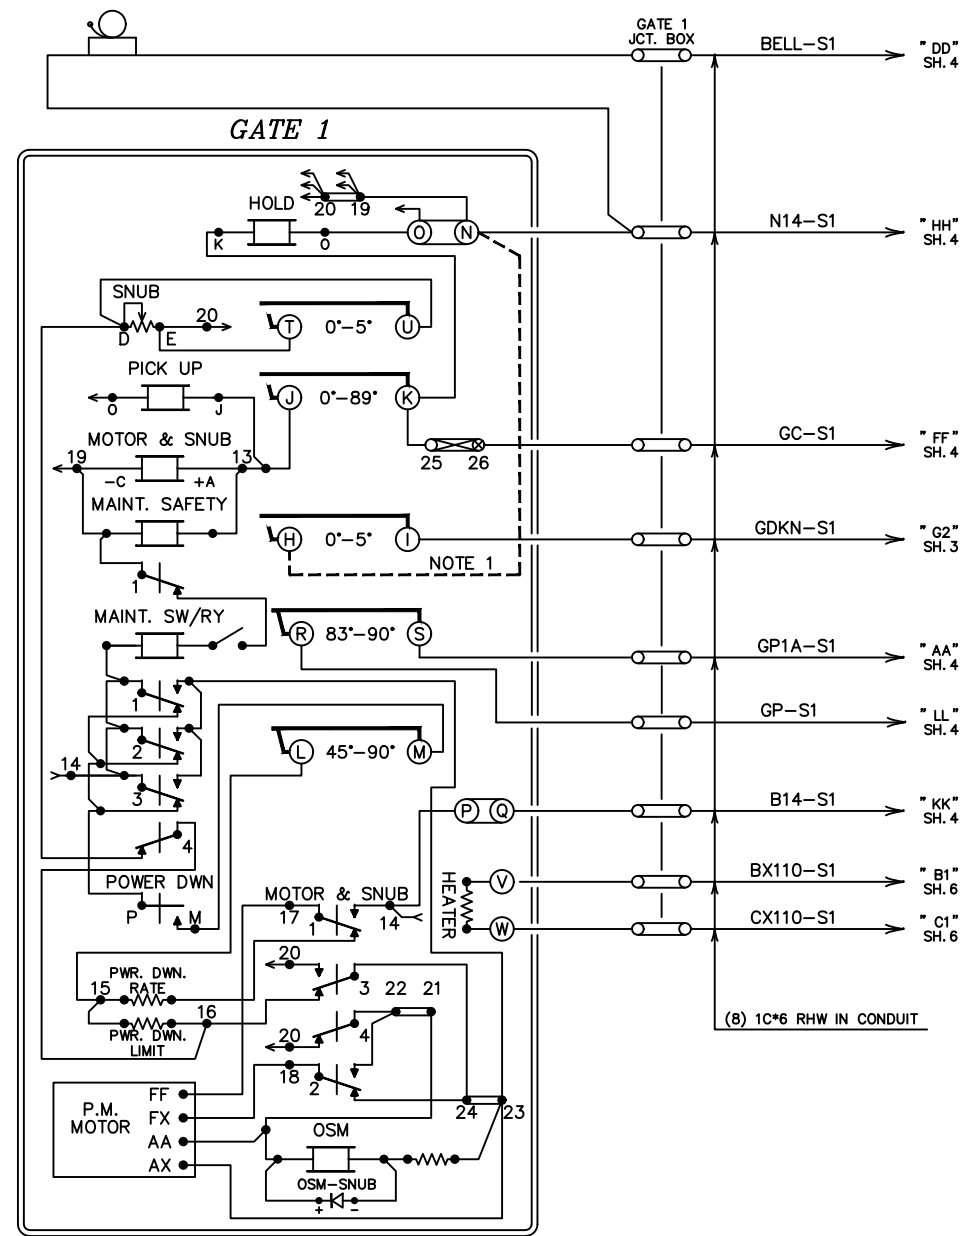 GATE 1
JCT. BOX
BELL-S1
"DD"
SH.4
GATE 1
HOLD
20 19
K O O N
N14-S1
"HH"
SH.4
SNUB
20
D E
T 0°-5° U
PICK UP
O J
J 0°-89° K
MOTOR & SNUB
19 13
-C +A
25 26
GC-S1
"FF"
SH.4
MAINT. SAFETY
H 0°-5° I
GDKN-S1
"G2"
SH.3
NOTE 1
1
MAINT. SW/RY
R 83°-90° S
GP1A-S1
"AA"
SH.4
1
GP-S1
"LL"
SH.4
2
L 45°-90° M
14
3
P Q
B14-S1
"KK"
SH.4
4
POWER DWN
P M
MOTOR & SNUB
17 1 14
HEATER
V
BX110-S1
"B1"
SH.6
W
CX110-S1
"C1"
SH.6
20
3 22 21
15
PWR. DWN.
RATE
16
PWR. DWN.
LIMIT
20 4
18 2
(8) 1C*6 RHW IN CONDUIT
P.M.
MOTOR
FF
FX
AA
AX
24 23
OSM
OSM-SNUB
+ -